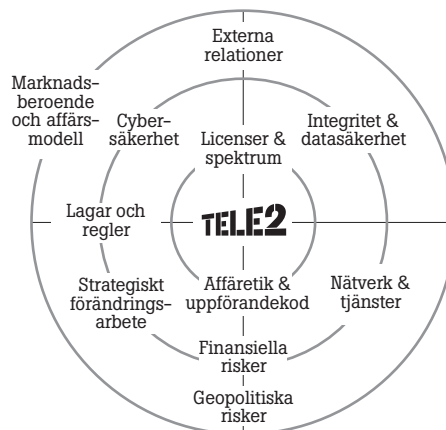 Externa
relationer
Marknads-
beroende
och affärs-
modell
Cyber-
säkerhet
Licenser &
spektrum
Integritet &
datasäkerhet
Lagar och
regler
TELE2
Strategiskt
förändrings-
arbete
Affäretik &
uppförandekod
Nätverk &
tjänster
Finansiella
risker
Geopolitiska
risker